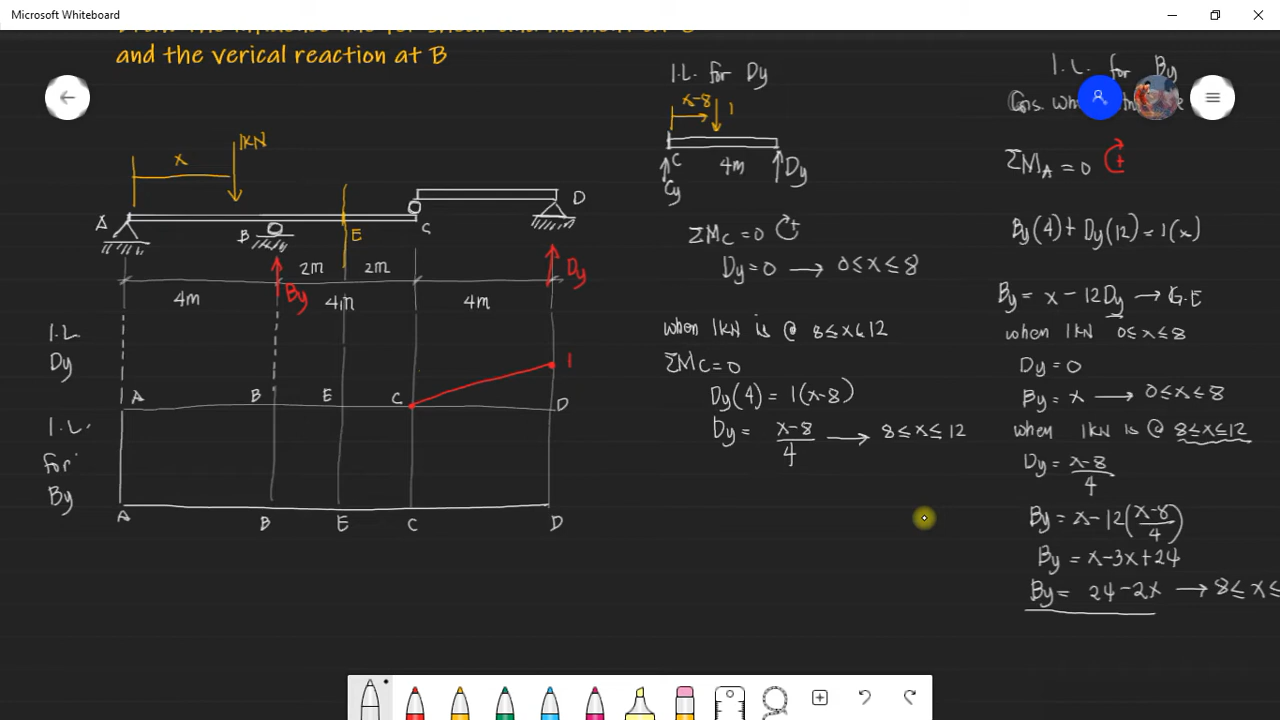 Microsoft Whiteboard
and the verical reaction at B
x
1KN
A
B
E
C
D
2m
2m
By
Dy
4m
4m
4m
I.L.
Dy
1
A
B
E
C
D
I.L.
for
By
A
B
E
C
D
I.L. for Dy
x-8
1
C
4m
Cy
Dy
ΣMc=0 +
Dy=0 → 0≤x≤8
when 1KN is @ 8≤x≤12
ΣMc=0
Dy(4) = 1(x-8)
Dy = x-8/4 → 8≤x≤12
I.L. for By
Cons.
ΣMA=0 +
By(4)+Dy(12)=1(x)
By = x-12Dy → G.E
when 1KN 0≤x≤8
Dy=0
By = x → 0≤x≤8
when 1KN is @ 8≤x≤12
Dy = x-8/4
By = x-12(x-8/4)
By = x-3x+24
By = 24-2x → 8≤x≤